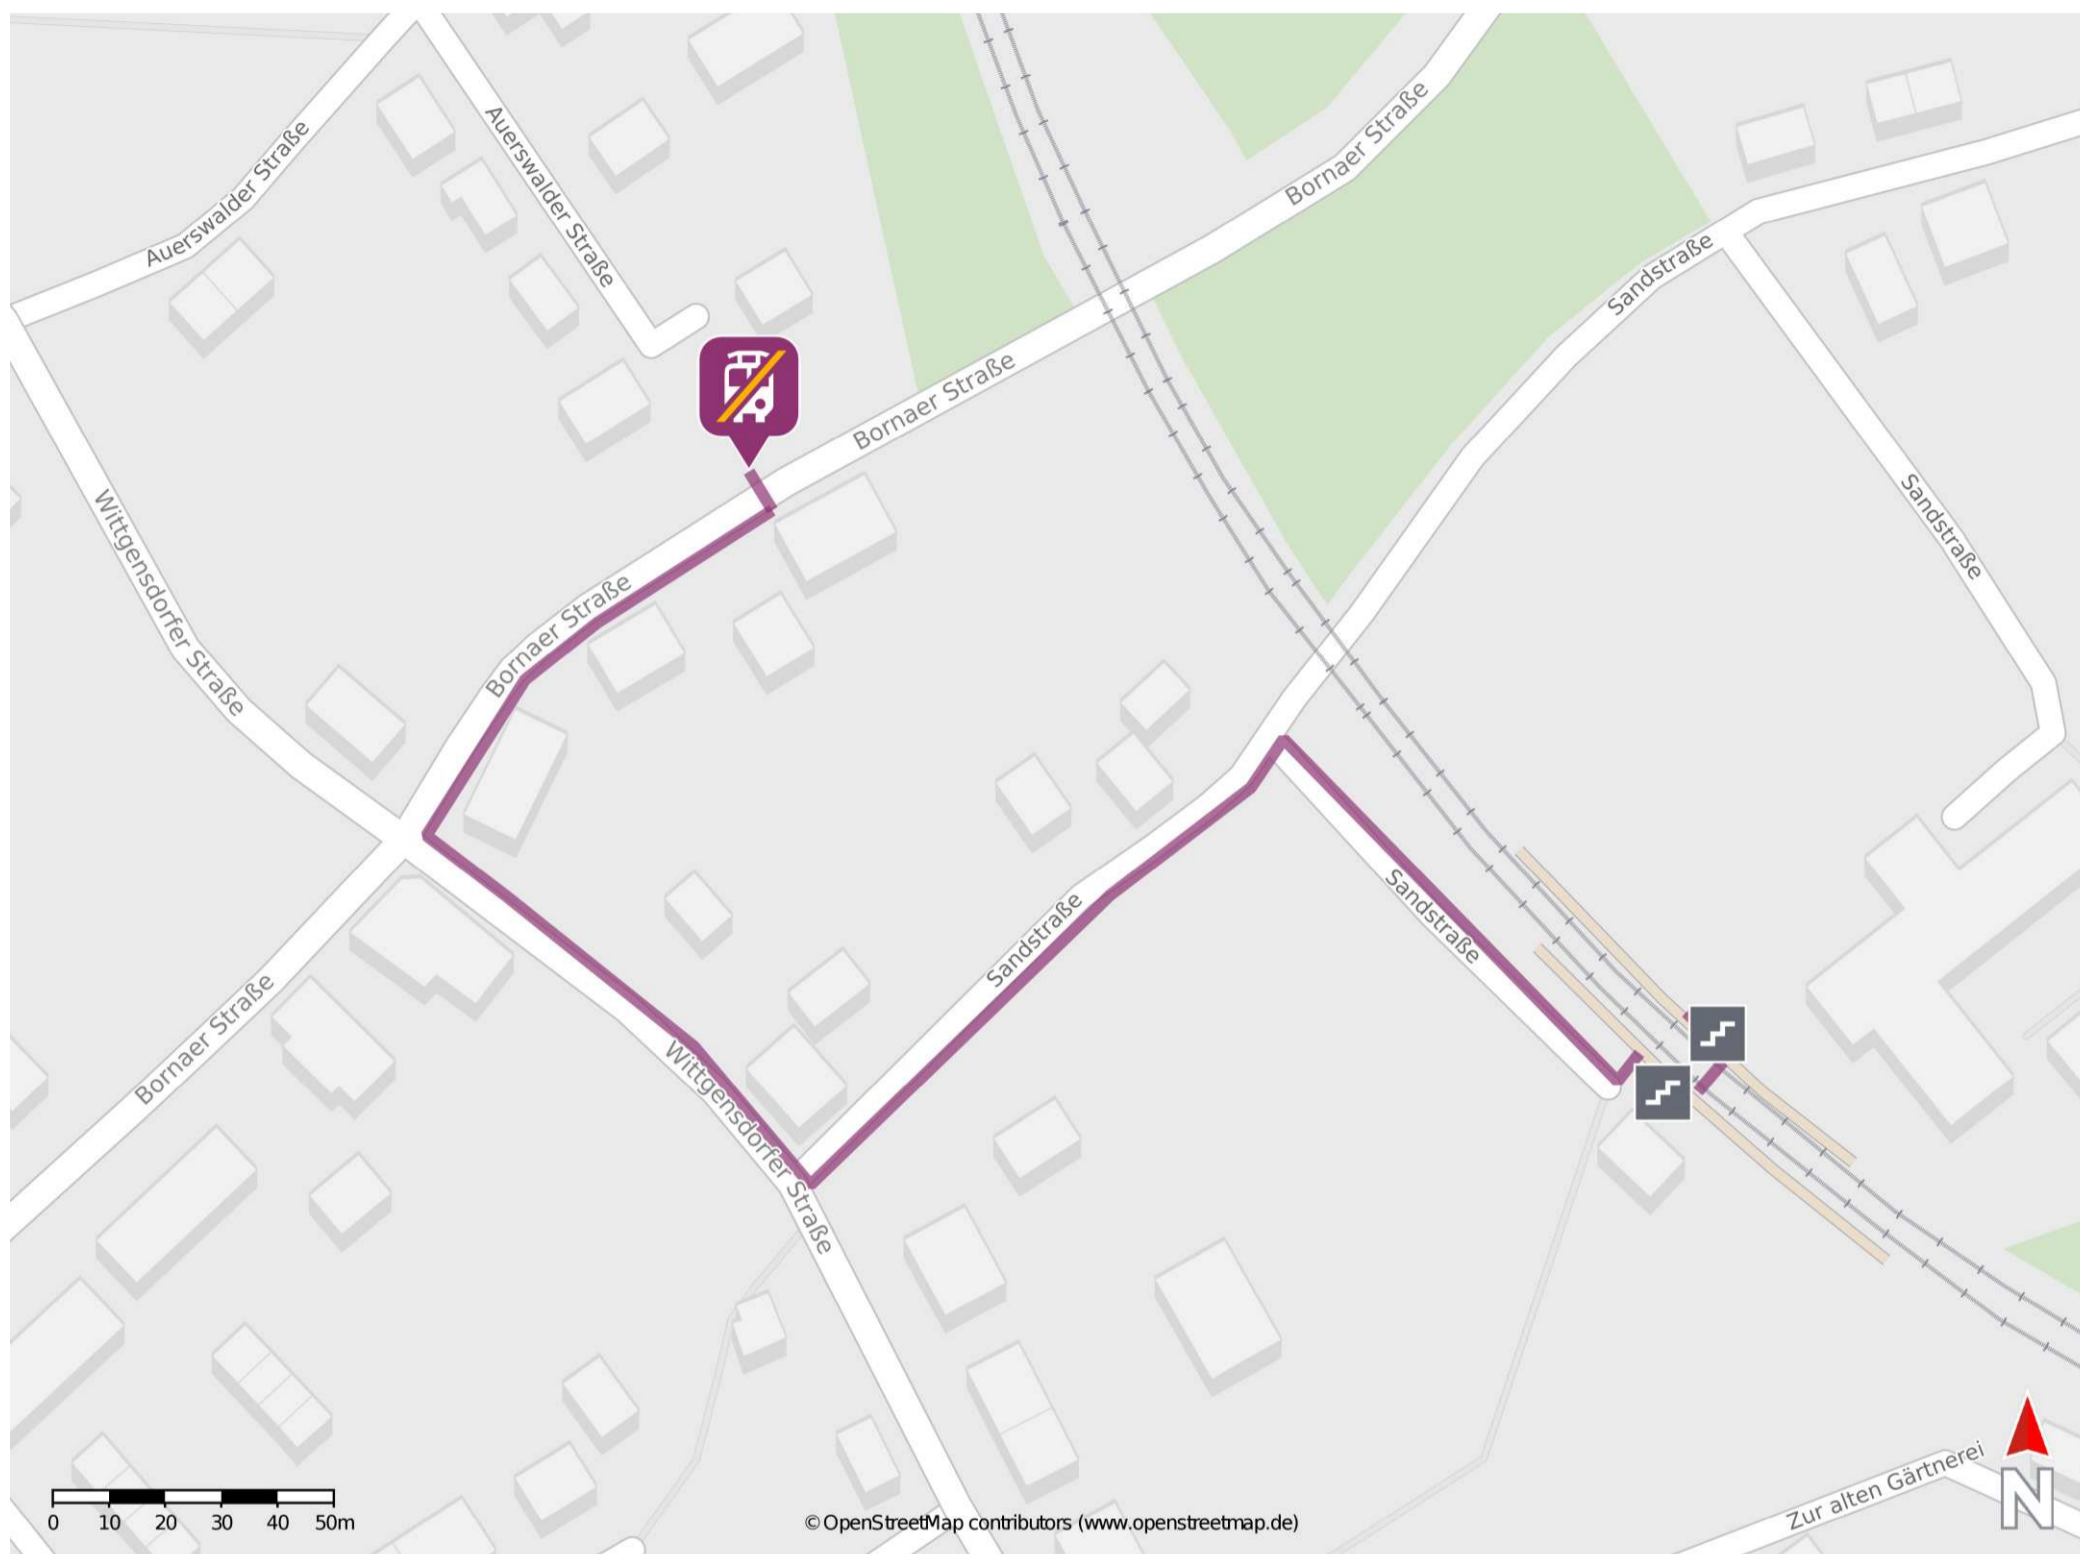 Auerswalder Straße
Auerswalder Straße
Bornaer Straße
Sandstraße
Bornaer Straße
Wittgensdorfer Straße
Sandstraße
Bornaer Straße
Sandstraße
Sandstraße
Bornaer Straße
Wittgensdorfer Straße
Zur alten Gärtnerei
N
0 10 20 30 40 50m
© OpenStreetMap contributors (www.openstreetmap.de)